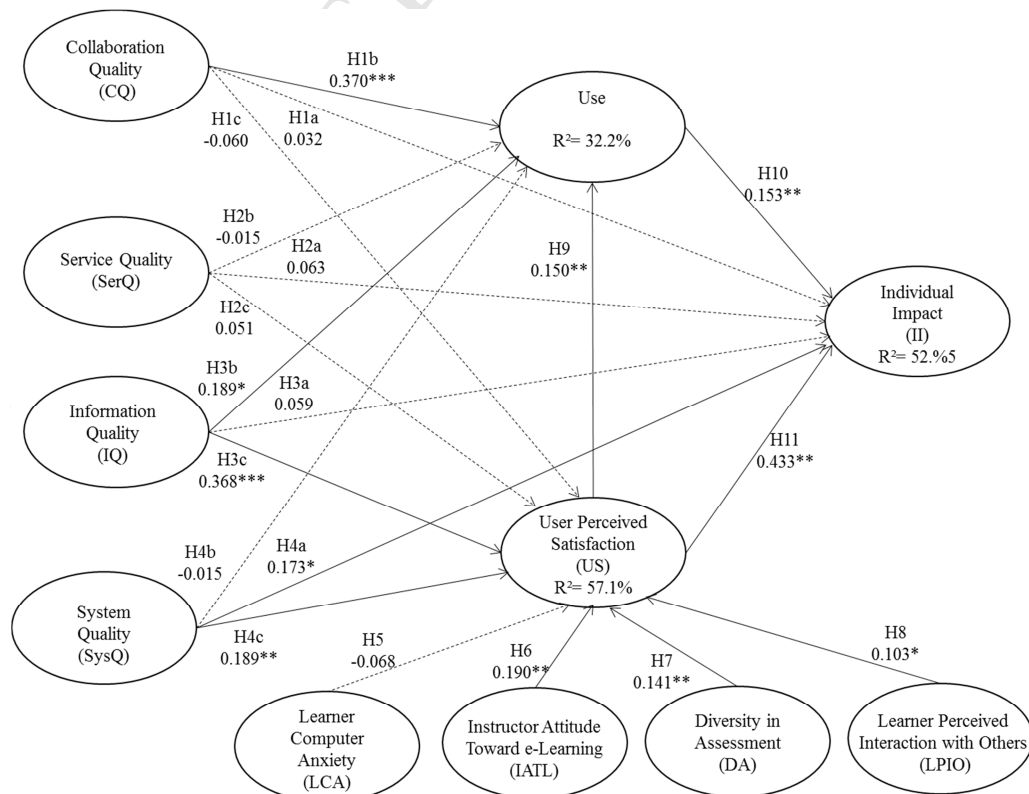 Collaboration
Quality
(CQ)
H1b
0.370***
H1c
-0.060
H1a
0.032
Use
R²= 32.2%
H10
0.153**
Service Quality
(SerQ)
H2b
-0.015
H2a
0.063
H2c
0.051
H9
0.150**
Individual
Impact
(II)
R²= 52.%5
Information
Quality
(IQ)
H3b
0.189*
H3a
0.059
H3c
0.368***
H11
0.433**
User Perceived
Satisfaction
(US)
R²= 57.1%
System
Quality
(SysQ)
H4b
-0.015
H4a
0.173*
H4c
0.189**
H5
-0.068
H6
0.190**
H7
0.141**
H8
0.103*
Learner
Computer
Anxiety
(LCA)
Instructor Attitude
Toward e-Learning
(IATL)
Diversity in
Assessment
(DA)
Learner Perceived
Interaction with Others
(LPIO)